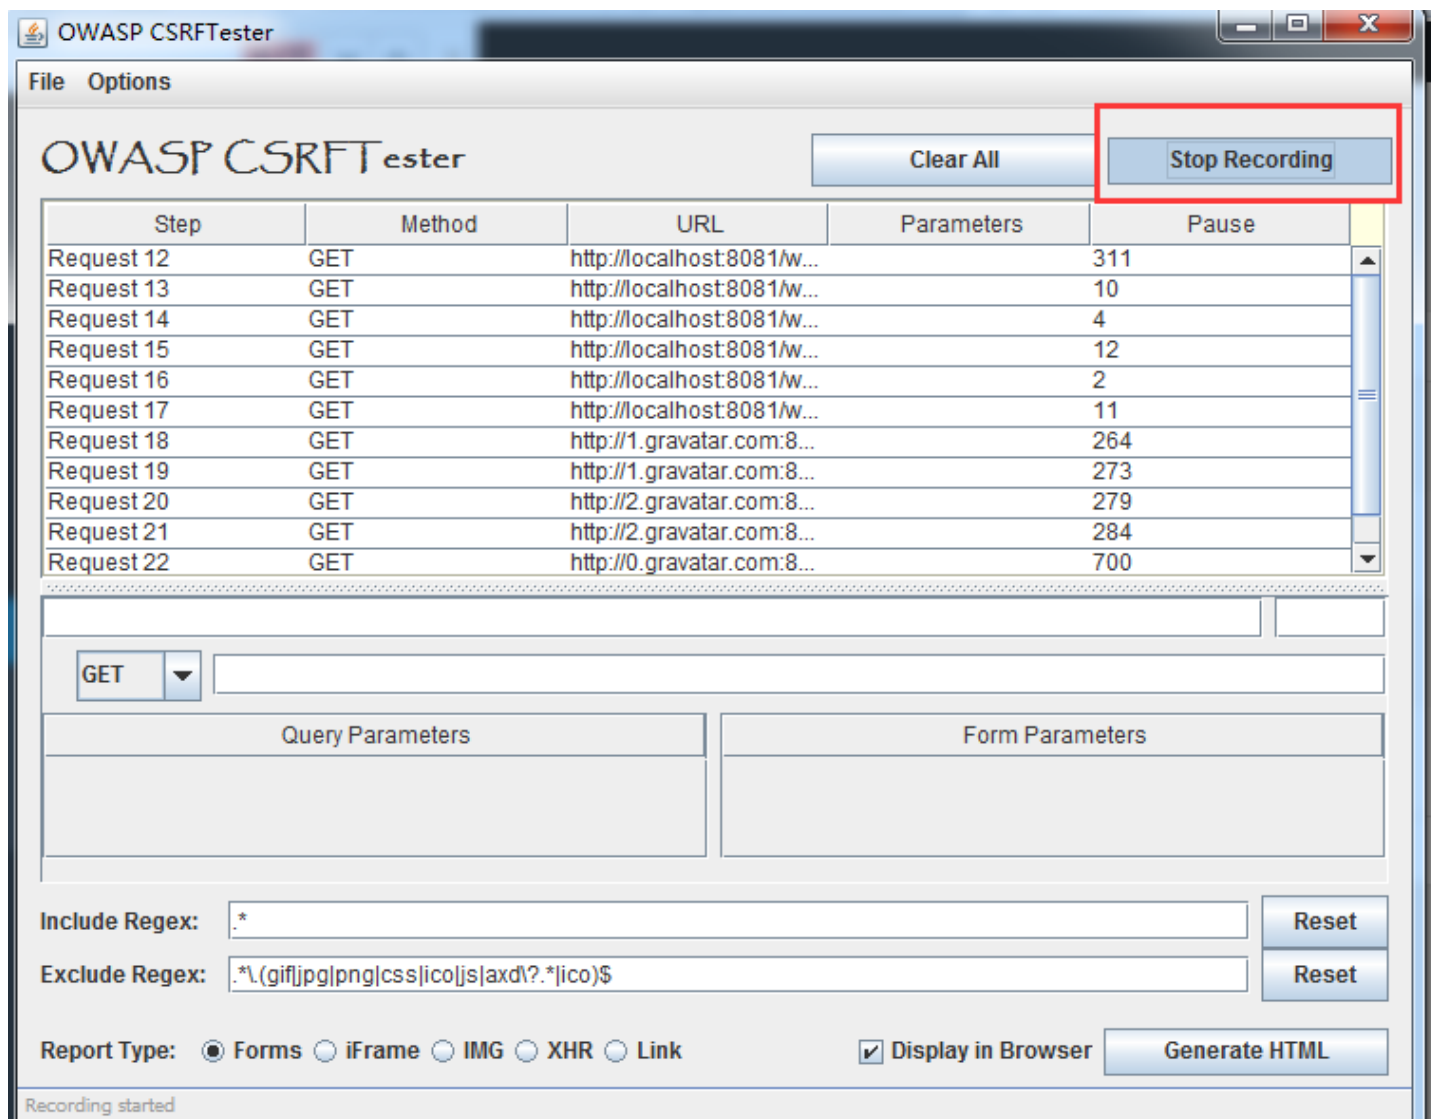 OWASP CSRFTester
File Options
OWASP CSRFTester
Clear All
Stop Recording
Step Method URL Parameters Pause
Request 12 GET http://localhost:8081/w... 311
Request 13 GET http://localhost:8081/w... 10
Request 14 GET http://localhost:8081/w... 4
Request 15 GET http://localhost:8081/w... 12
Request 16 GET http://localhost:8081/w... 2
Request 17 GET http://localhost:8081/w... 11
Request 18 GET http://1.gravatar.com:8... 264
Request 19 GET http://1.gravatar.com:8... 273
Request 20 GET http://2.gravatar.com:8... 279
Request 21 GET http://2.gravatar.com:8... 284
Request 22 GET http://0.gravatar.com:8... 700
GET
Query Parameters Form Parameters
Include Regex: .* Reset
Exclude Regex: .*\.(gif|jpg|png|css|ico|js|axd\?.*|ico)$ Reset
Report Type: Forms iFrame IMG XHR Link Display in Browser Generate HTML
Recording started